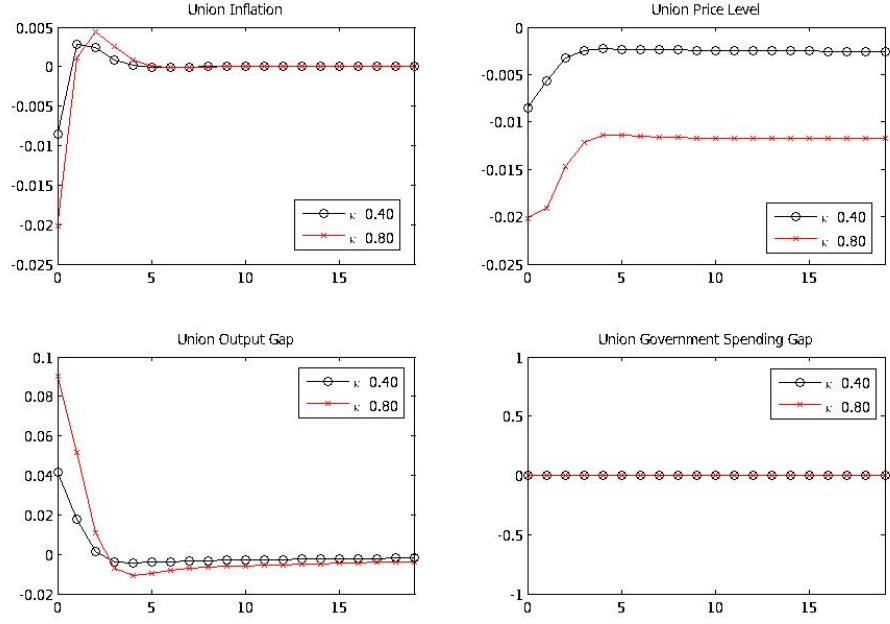 Union Inflation
0.005
0
-0.005
-0.01
-0.015
-0.02
-0.025
0 5 10 15
κ 0.40
κ 0.80
Union Price Level
0
-0.005
-0.01
-0.015
-0.02
-0.025
0 5 10 15
κ 0.40
κ 0.80
Union Output Gap
0.1
0.08
0.06
0.04
0.02
0
-0.02
0 5 10 15
κ 0.40
κ 0.80
Union Government Spending Gap
1
0.5
0
-0.5
-1
0 5 10 15
κ 0.40
κ 0.80